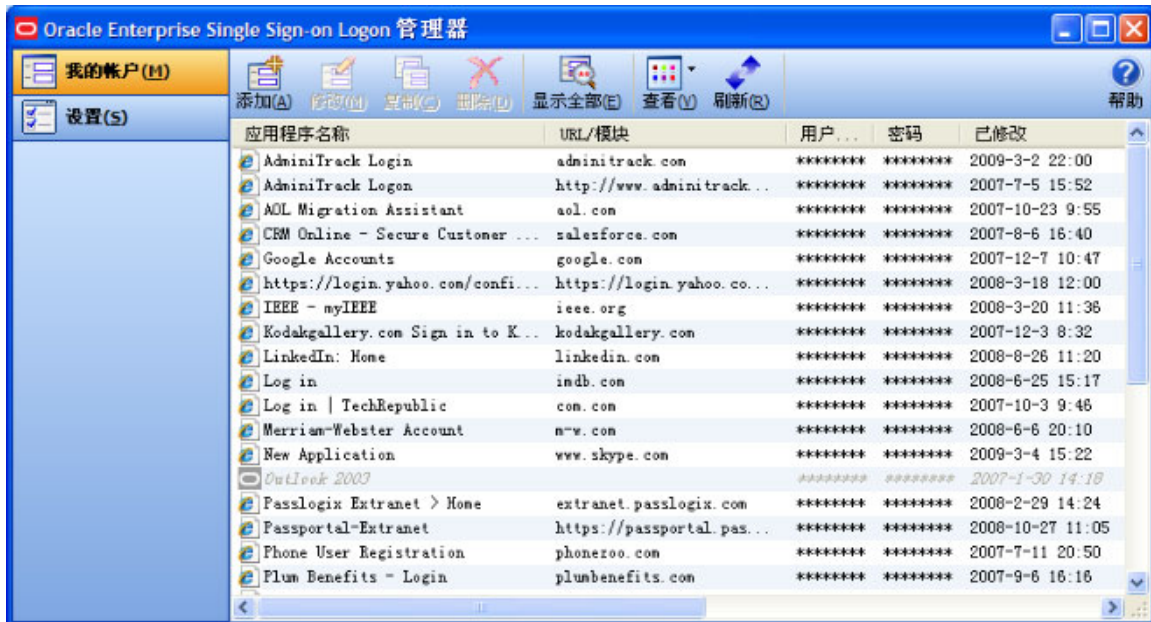 Oracle Enterprise Single Sign-on Logon 管理器
我的帐户(M)
设置(S)
添加(A) 修改(M) 复制(C) 删除(D) 显示全部(E) 查看(V) 刷新(R) 帮助
应用程序名称 URL/模块 用户... 密码 已修改
AdminiTrack Login adminitrack.com ******** ******** 2009-3-2 22:00
AdminiTrack Logon http://www.adminitrack... ******** ******** 2007-7-5 15:52
AOL Migration Assistant aol.com ******** ******** 2007-10-23 9:55
CRM Online - Secure Customer ... salesforce.com ******** ******** 2007-8-6 16:40
Google Accounts google.com ******** ******** 2007-12-7 10:47
https://login.yahoo.com/confi... https://login.yahoo.co... ******** ******** 2008-3-18 12:00
IEEE - myIEEE ieee.org ******** ******** 2008-3-20 11:36
Kodakgallery.com Sign in to K... kodakgallery.com ******** ******** 2007-12-3 8:32
LinkedIn: Home linkedin.com ******** ******** 2008-8-26 11:20
Log in imdb.com ******** ******** 2008-6-25 15:17
Log in | TechRepublic com.com ******** ******** 2007-10-3 9:46
Merriam-Webster Account m-w.com ******** ******** 2008-6-6 20:10
New Application www.skype.com ******** ******** 2009-3-4 15:22
Outlook 2003 ******** ******** 2007-1-30 14:18
Passlogix Extranet > Home extranet.passlogix.com ******** ******** 2008-2-29 14:24
Passportal-Extranet https://passportal.pas... ******** ******** 2008-10-27 11:05
Phone User Registration phonezoo.com ******** ******** 2007-7-11 20:50
Plum Benefits - Login plumbenefits.com ******** ******** 2007-9-6 16:16